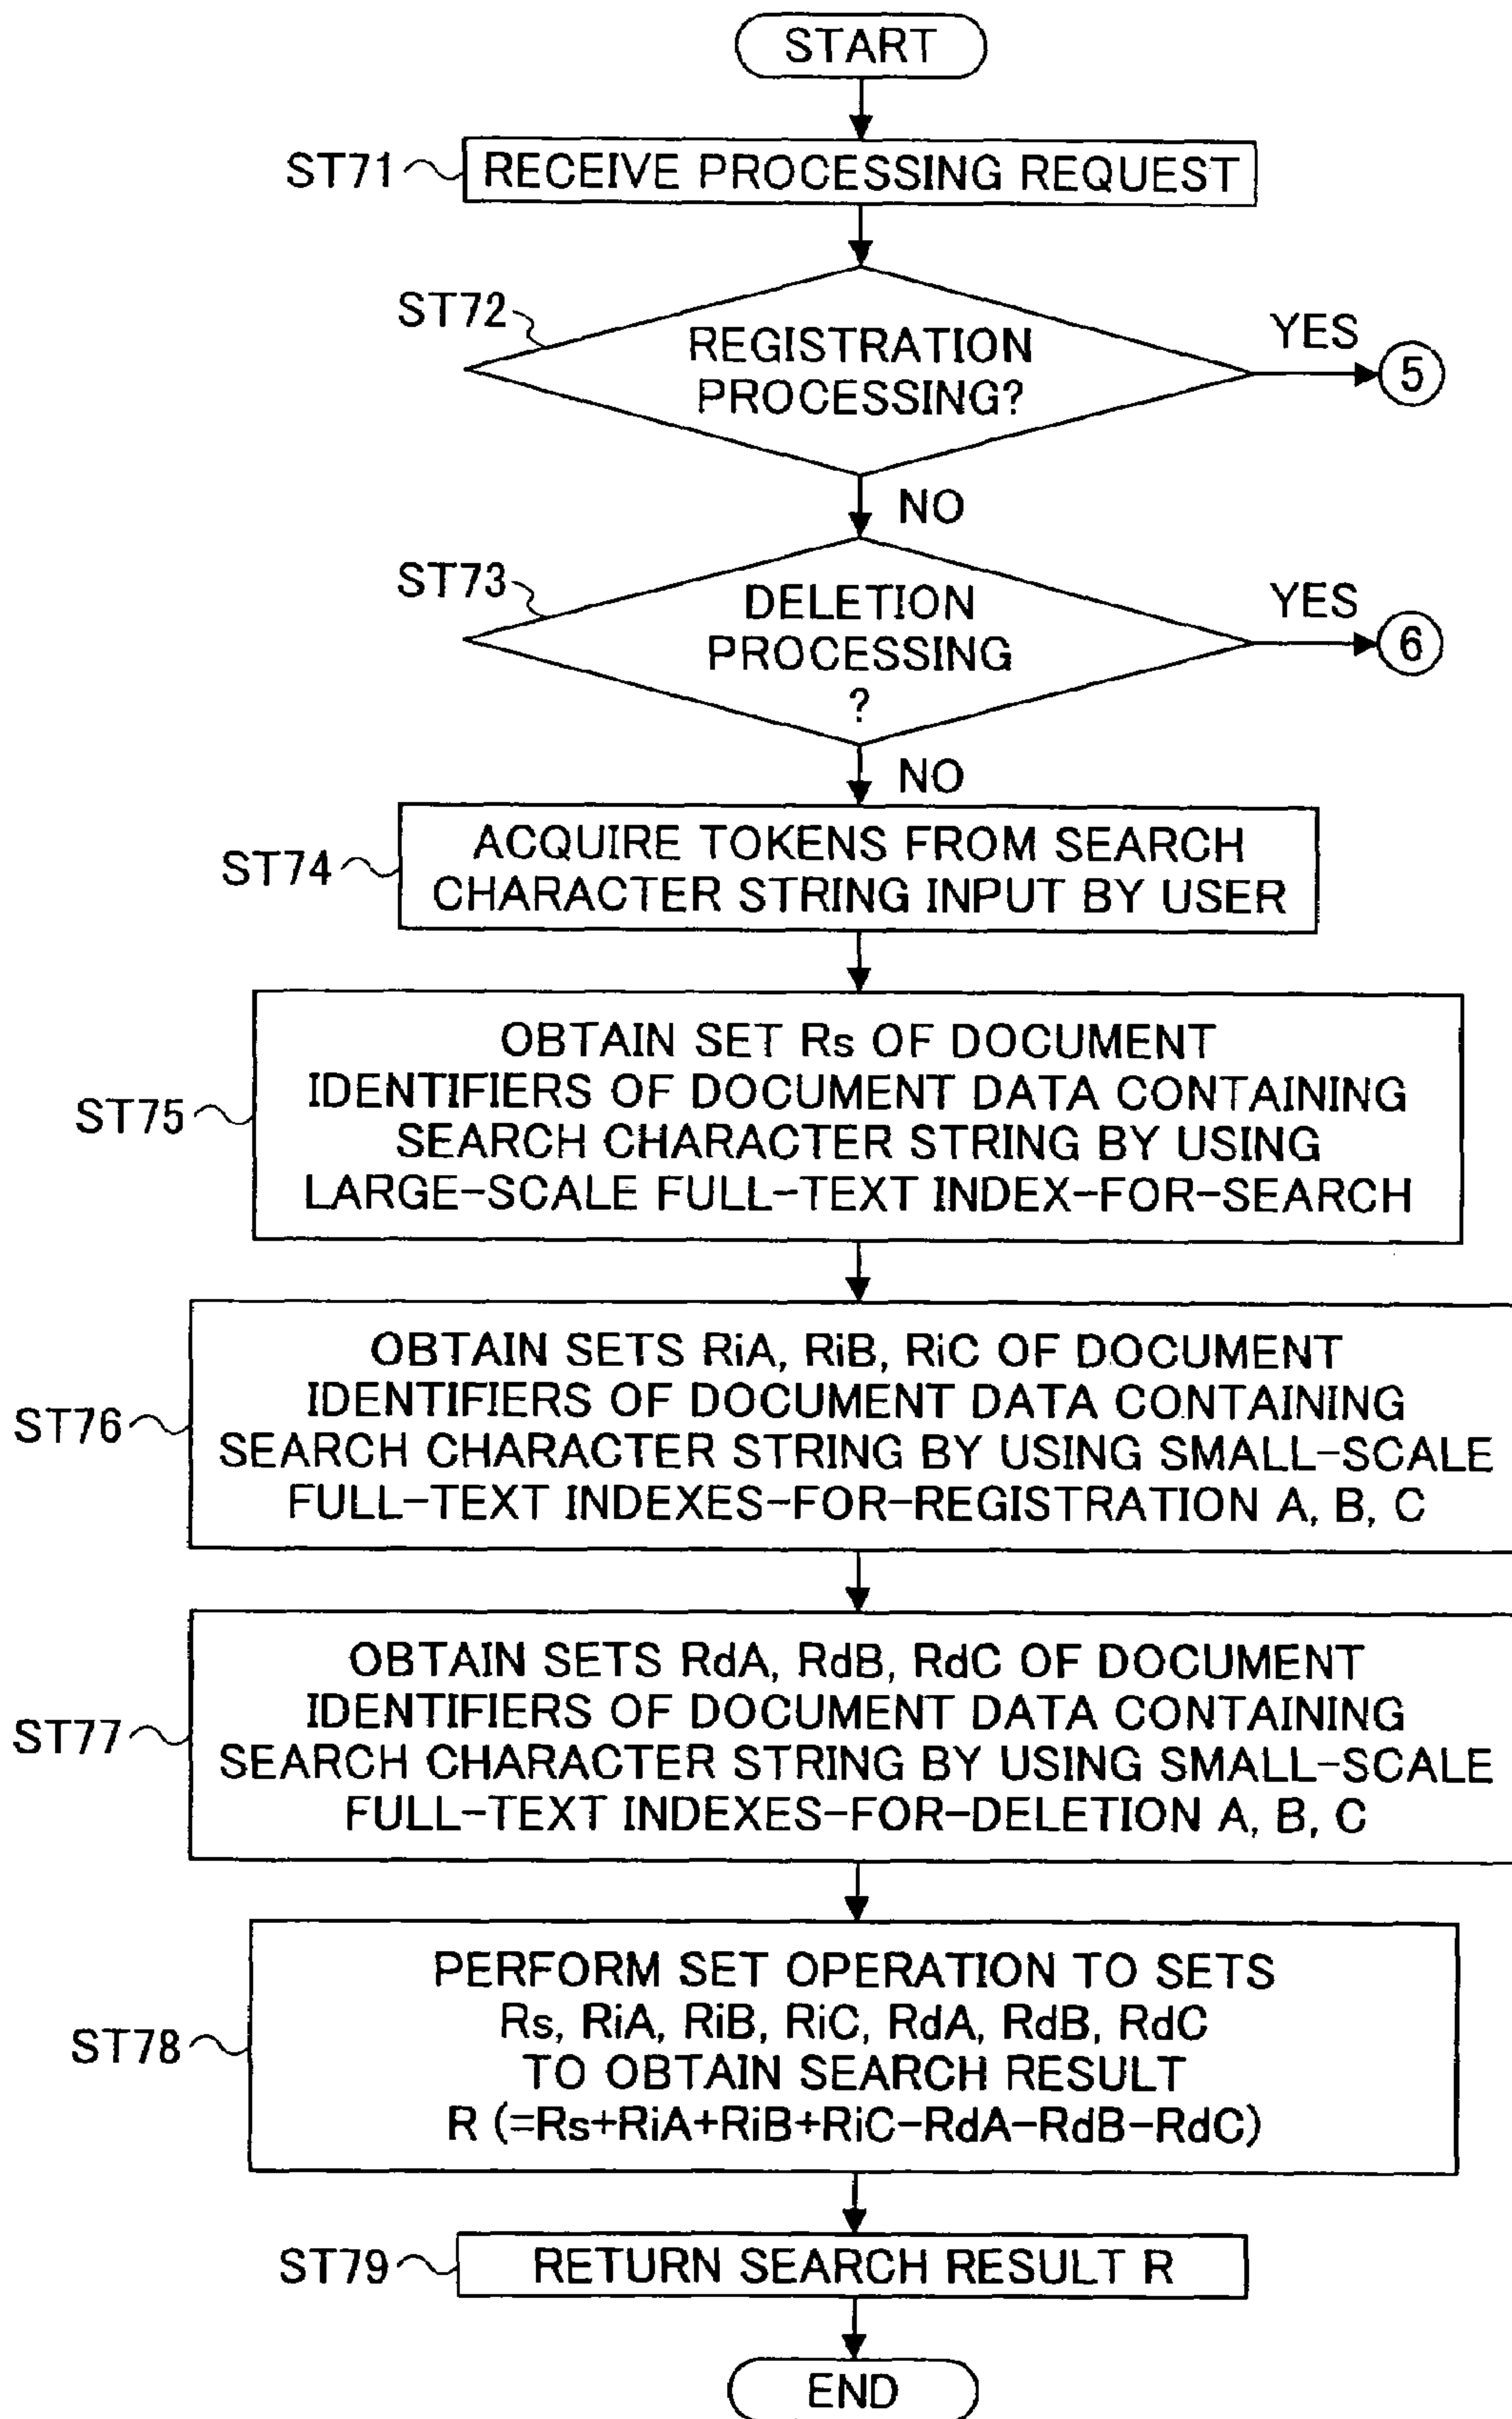 START
ST71
RECEIVE PROCESSING REQUEST
ST72
REGISTRATION
PROCESSING?
YES
5
NO
ST73
DELETION
PROCESSING
?
YES
6
NO
ST74
ACQUIRE TOKENS FROM SEARCH
CHARACTER STRING INPUT BY USER
ST75
OBTAIN SET Rs OF DOCUMENT
IDENTIFIERS OF DOCUMENT DATA CONTAINING
SEARCH CHARACTER STRING BY USING
LARGE-SCALE FULL-TEXT INDEX-FOR-SEARCH
ST76
OBTAIN SETS RiA, RiB, RiC OF DOCUMENT
IDENTIFIERS OF DOCUMENT DATA CONTAINING
SEARCH CHARACTER STRING BY USING SMALL-SCALE
FULL-TEXT INDEXES-FOR-REGISTRATION A, B, C
ST77
OBTAIN SETS RdA, RdB, RdC OF DOCUMENT
IDENTIFIERS OF DOCUMENT DATA CONTAINING
SEARCH CHARACTER STRING BY USING SMALL-SCALE
FULL-TEXT INDEXES-FOR-DELETION A, B, C
ST78
PERFORM SET OPERATION TO SETS
Rs, RiA, RiB, RiC, RdA, RdB, RdC
TO OBTAIN SEARCH RESULT
R (=Rs+RiA+RiB+RiC-RdA-RdB-RdC)
ST79
RETURN SEARCH RESULT R
END